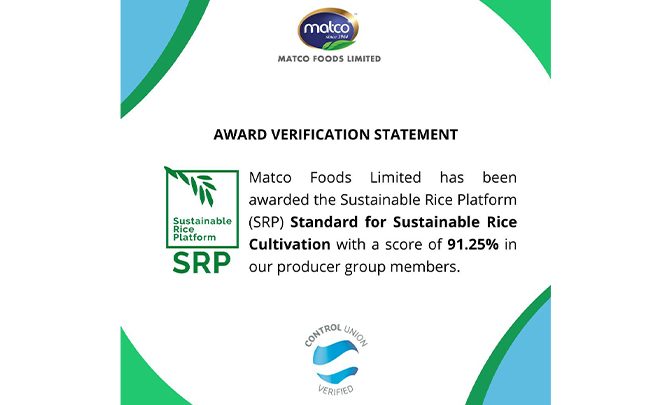 matco
SINCE 1964
MATCO FOODS LIMITED
AWARD VERIFICATION STATEMENT
Sustainable
Rice
Platform
SRP
Matco Foods Limited has been
awarded the Sustainable Rice Platform
(SRP) Standard for Sustainable Rice
Cultivation with a score of 91.25% in
our producer group members.
CONTROL UNION
VERIFIED